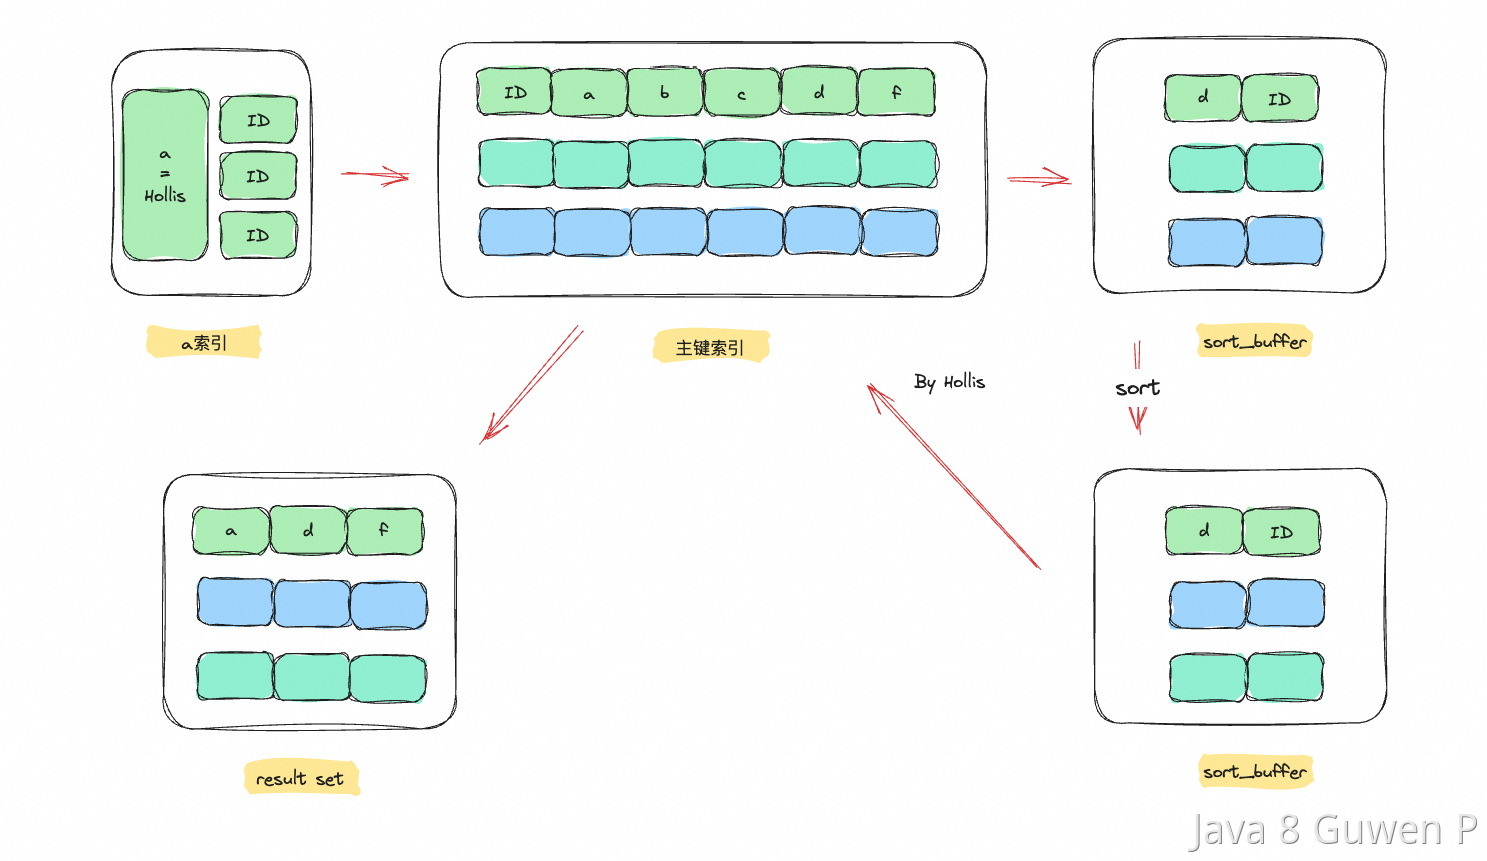 a
=
Hollis
ID
ID
ID
a索引
ID a b c d f
主键索引
d ID
sort_buffer
sort
By Hollis
d ID
sort_buffer
a d f
result set
Java 8 Guwen P